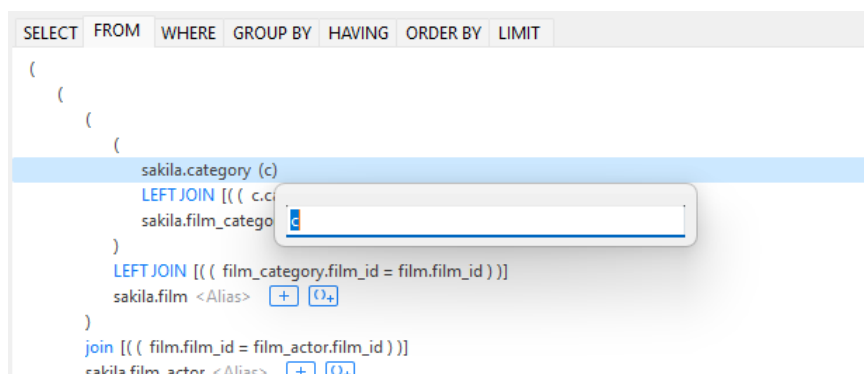 SELECT FROM WHERE GROUP BY HAVING ORDER BY LIMIT
(
(
(
(
sakila.category (c)
LEFT JOIN [( ( c.ca
c
sakila.film_catego
)
LEFT JOIN [( ( film_category.film_id = film.film_id ) )]
sakila.film <Alias> + ()+
)
join [( ( film.film_id = film_actor.film_id ) )]
sakila.film_actor <Alias> + ()+